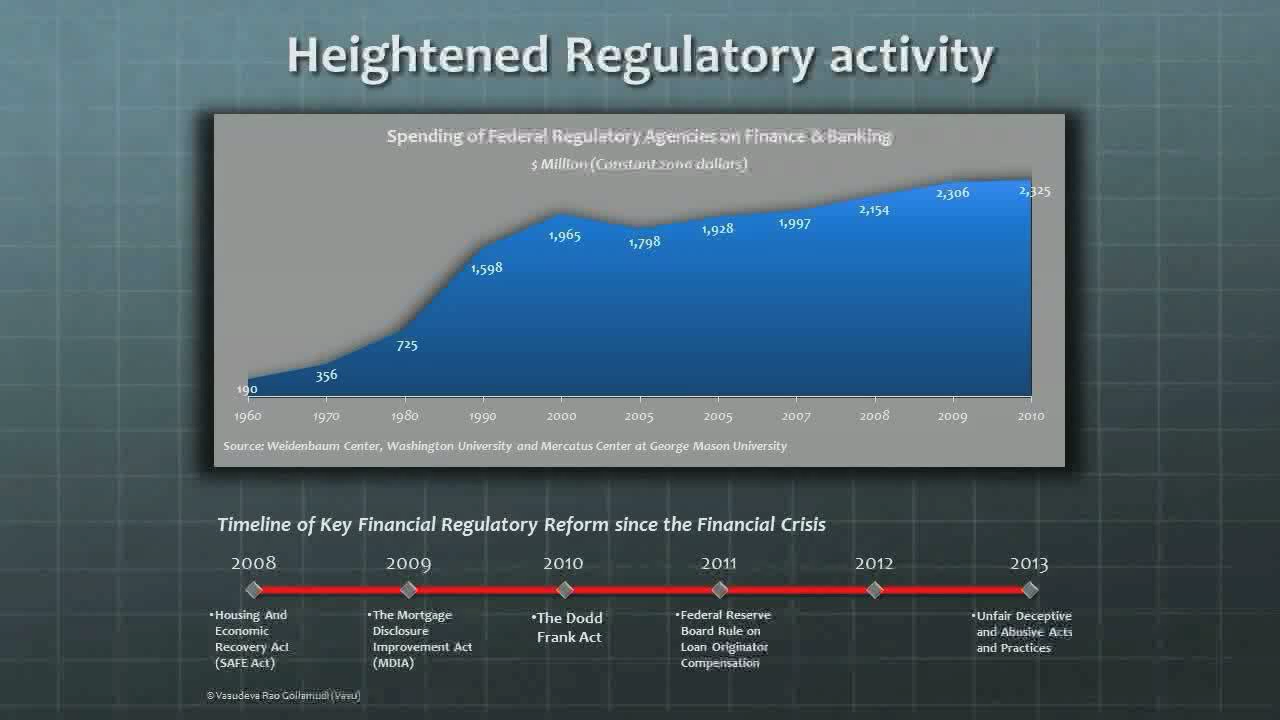 Heightened Regulatory activity
Spending of Federal Regulatory Agencies on Finance & Banking
$ Million (Constant 2000 dollars)
190
356
725
1,598
1,965
1,798
1,928
1,997
2,154
2,306
2,325
1960 1970 1980 1990 2000 2005 2005 2007 2008 2009 2010
Source: Weidenbaum Center, Washington University and Mercatus Center at George Mason University
Timeline of Key Financial Regulatory Reform since the Financial Crisis
2008 2009 2010 2011 2012 2013
•Housing And
Economic
Recovery Act
(SAFE Act)
•The Mortgage
Disclosure
Improvement Act
(MDIA)
•The Dodd
Frank Act
•Federal Reserve
Board Rule on
Loan Originator
Compensation
•Unfair Deceptive
and Abusive Acts
and Practices
© Vasudeva Rao Gollamudi (Vasu)